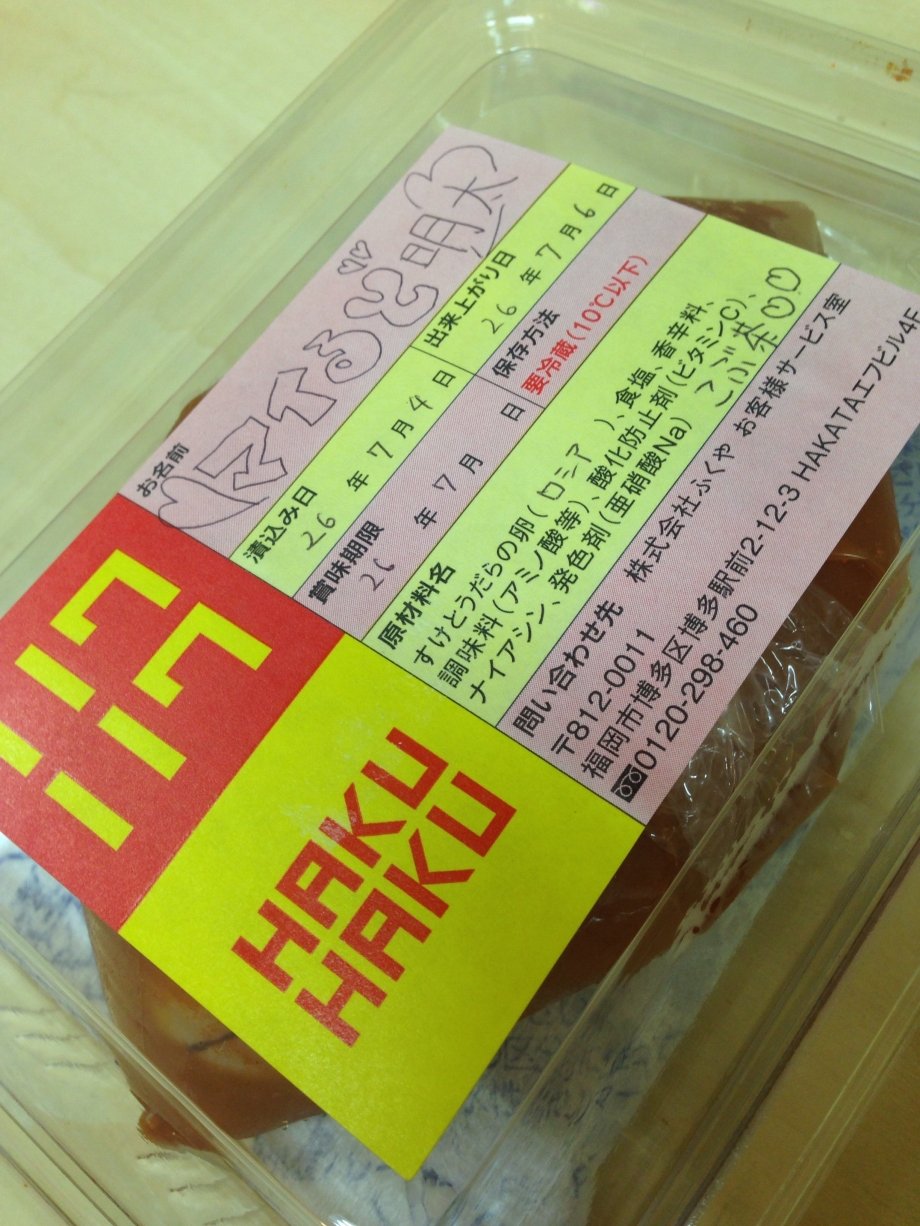 お名前
マイるど明太
漬込み日
26 年 7 月 4 日
出来上がり日
26 年 7 月 6 日
賞味期限
26 年 7 月 日
保存方法
要冷蔵(10℃以下)
原材料名
すけとうだらの卵(ロシア)、食塩、香辛料、
調味料(アミノ酸等)、酸化防止剤(ビタミンC)、
ナイアシン、発色剤(亜硝酸Na)
こぶ茶
問い合わせ先 株式会社ふくや お客様サービス室
〒812-0011
福岡市博多区博多駅前2-12-3 HAKATAエフビル4F
0120-298-460
ハク
ハク
HAKU
HAKU